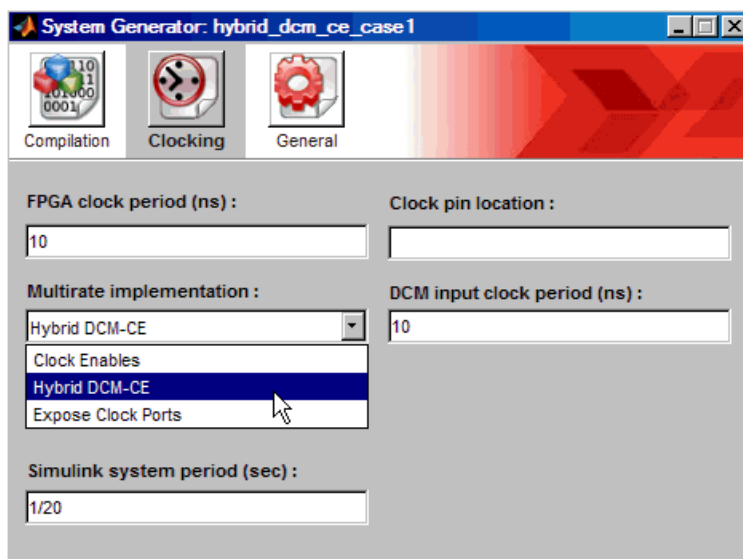 System Generator: hybrid_dcm_ce_case1
Compilation
Clocking
General
FPGA clock period (ns) :
10
Clock pin location :
Multirate implementation :
Hybrid DCM-CE
DCM input clock period (ns) :
10
Clock Enables
Hybrid DCM-CE
Expose Clock Ports
Simulink system period (sec) :
1/20